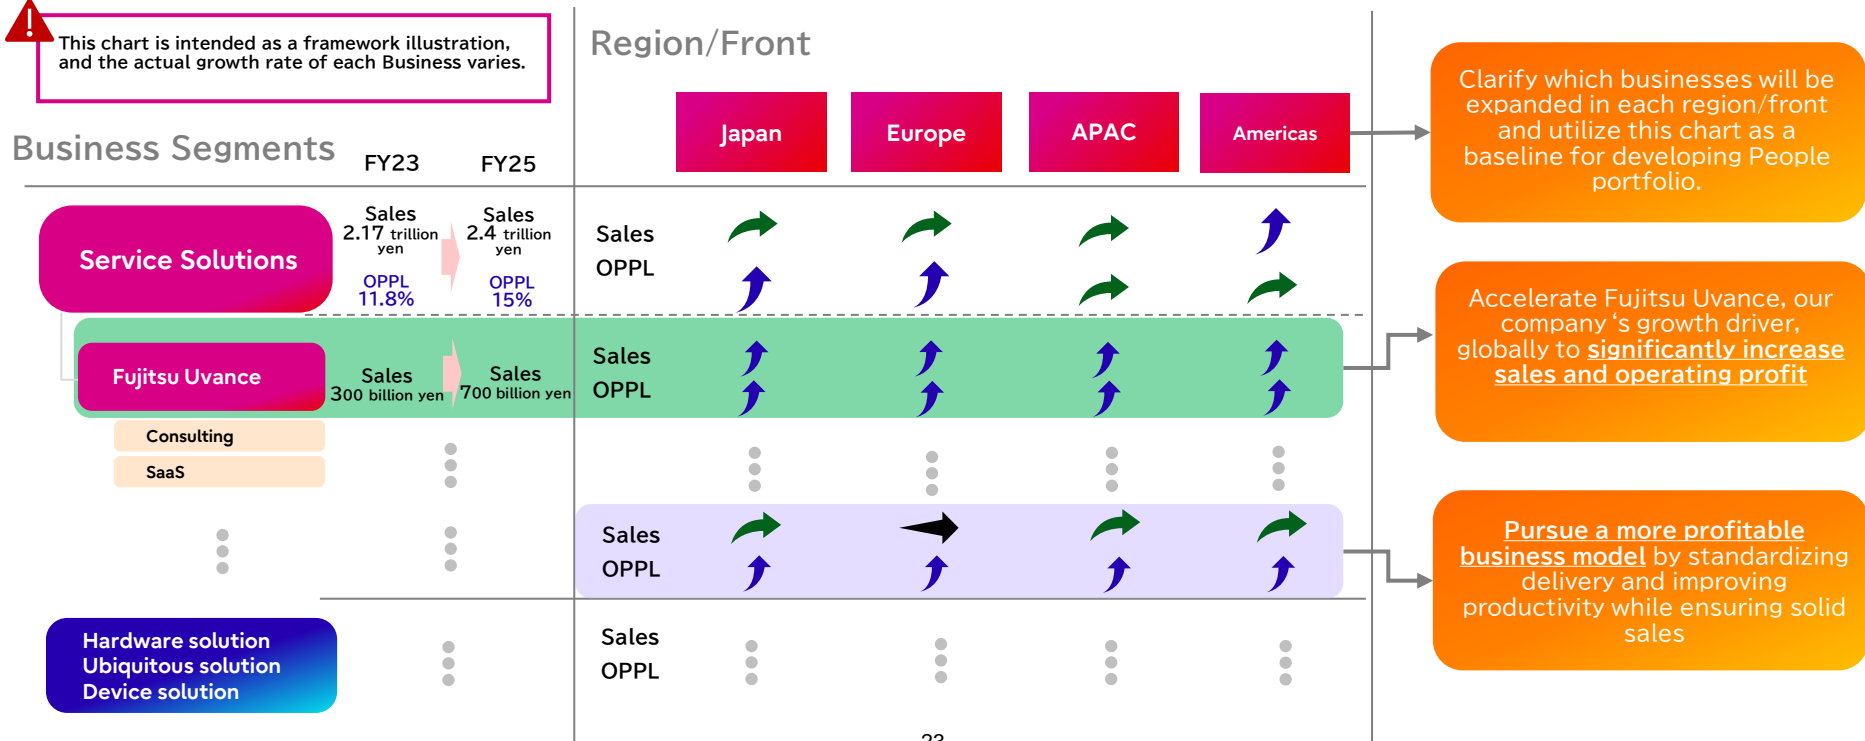 This chart is intended as a framework illustration,
and the actual growth rate of each Business varies.
Region/Front
Business Segments
FY23
FY25
Japan
Europe
APAC
Americas
Clarify which businesses will be
expanded in each region/front
and utilize this chart as a
baseline for developing People
portfolio.
Service Solutions
Sales
2.17 trillion
yen
OPPL
11.8%
Sales
2.4 trillion
yen
OPPL
15%
Sales
OPPL
Fujitsu Uvance
Sales
300 billion yen
Sales
700 billion yen
Sales
OPPL
Accelerate Fujitsu Uvance, our
company‘s growth driver,
globally to significantly increase
sales and operating profit
Consulting
SaaS
Sales
OPPL
Pursue a more profitable
business model by standardizing
delivery and improving
productivity while ensuring solid
sales
Hardware solution
Ubiquitous solution
Device solution
Sales
OPPL
23